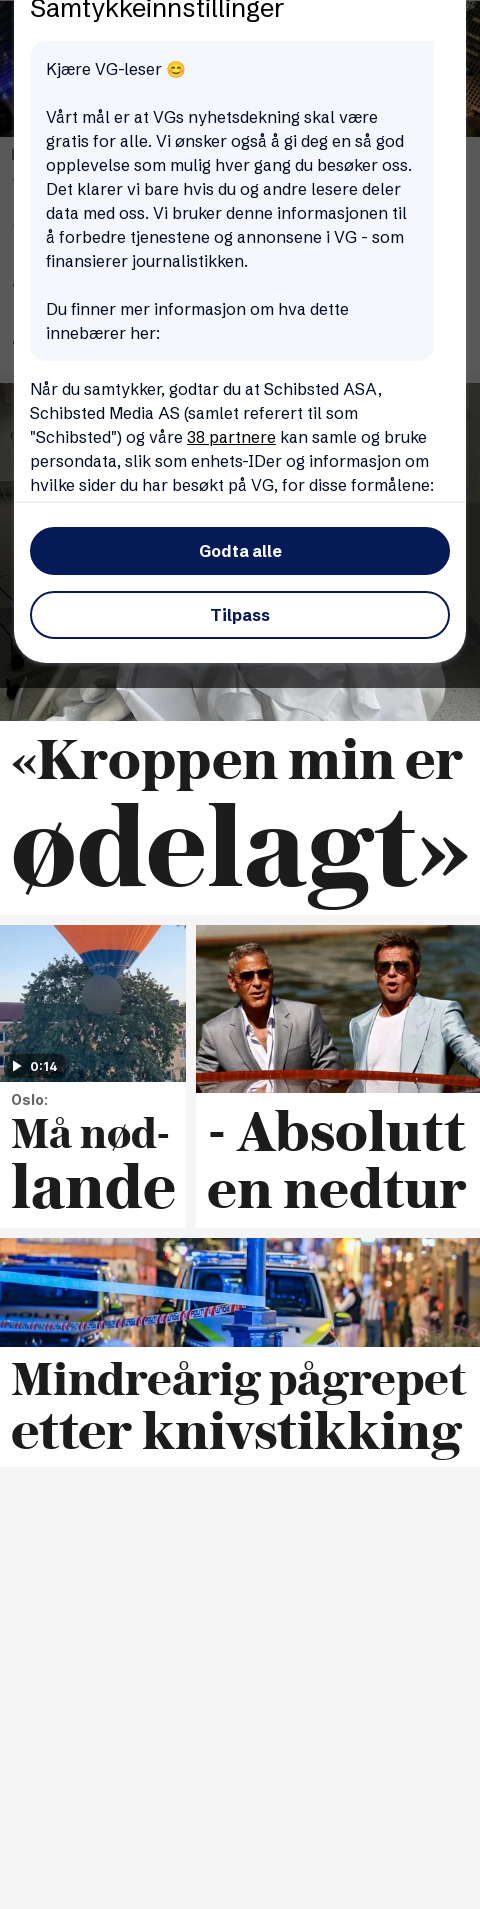 Samtykkeinnstillinger
Kjære VG-leser 😊
Vårt mål er at VGs nyhetsdekning skal være
gratis for alle. Vi ønsker også å gi deg en så god
opplevelse som mulig hver gang du besøker oss.
Det klarer vi bare hvis du og andre lesere deler
data med oss. Vi bruker denne informasjonen til
å forbedre tjenestene og annonsene i VG - som
finansierer journalistikken.
Du finner mer informasjon om hva dette
innebærer her:
Når du samtykker, godtar du at Schibsted ASA,
Schibsted Media AS (samlet referert til som
"Schibsted") og våre 38 partnere kan samle og bruke
persondata, slik som enhets-IDer og informasjon om
hvilke sider du har besøkt på VG, for disse formålene:
Godta alle
Tilpass
«Kroppen min er
ødelagt»
0:14
Oslo:
Må nød-
lande
- Absolutt
en nedtur
POLITI
Mindreårig pågrepet
etter knivstikking